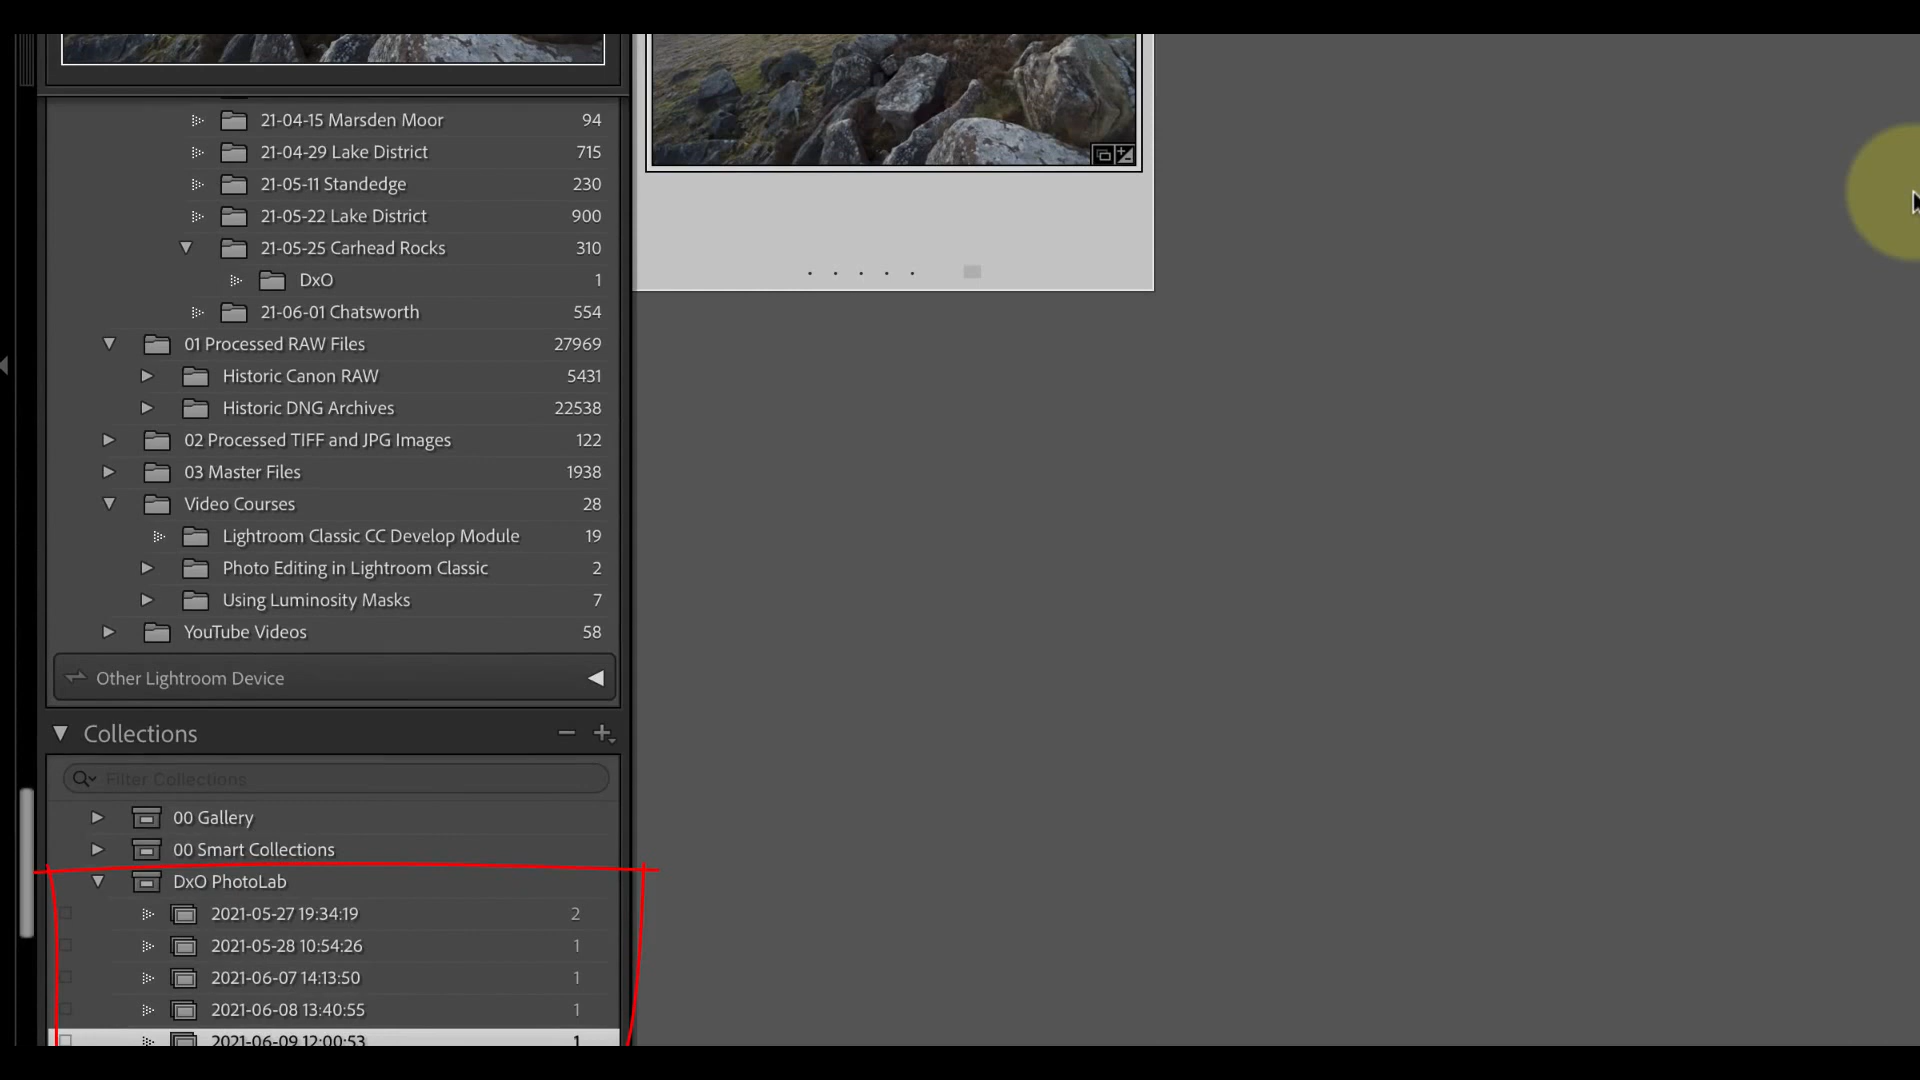 21-04-15 Marsden Moor 94
21-04-29 Lake District 715
21-05-11 Standedge 230
21-05-22 Lake District 900
21-05-25 Carhead Rocks 310
DxO 1
21-06-01 Chatsworth 554
01 Processed RAW Files 27969
Historic Canon RAW 5431
Historic DNG Archives 22538
02 Processed TIFF and JPG Images 122
03 Master Files 1938
Video Courses 28
Lightroom Classic CC Develop Module 19
Photo Editing in Lightroom Classic 2
Using Luminosity Masks 7
YouTube Videos 58
Other Lightroom Device
Collections
Filter Collections
00 Gallery
00 Smart Collections
DxO PhotoLab
2021-05-27 19:34:19 2
2021-05-28 10:54:26 1
2021-06-07 14:13:50 1
2021-06-08 13:40:55 1
2021-06-09 12:00:53 1